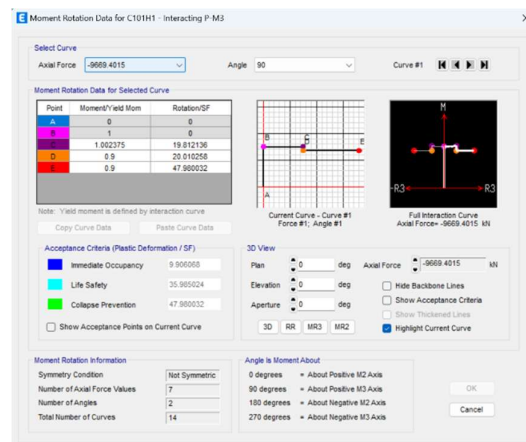 E Moment Rotation Data for C101H1 - Interacting P-M3
Select Curve
Axial Force -9669.4015 Angle 90 Curve #1
Moment Rotation Data for Selected Curve
Point Moment/Yield Mom Rotation/SF
A 0 0
B 1 0
C 1.002375 19.812136
D 0.9 20.010258
E 0.9 47.980032
Note: Yield moment is defined by interaction curve
Copy Curve Data Paste Curve Data
B C D E
A
Current Curve - Curve #1
Force #1; Angle #1
M
-R3 R3
Full Interaction Curve
Axial Force= -9669.4015 kN
Acceptance Criteria (Plastic Deformation / SF)
Immediate Occupancy 9.906068
Life Safety 35.985024
Collapse Prevention 47.980032
Show Acceptance Points on Current Curve
3D View
Plan 0 deg Axial Force -9669.4015 kN
Elevation 0 deg Hide Backbone Lines
Aperture 0 deg Show Acceptance Criteria
Show Thickened Lines
3D RR MR3 MR2 Highlight Current Curve
Moment Rotation Information
Symmetry Condition Not Symmetric
Number of Axial Force Values 7
Number of Angles 2
Total Number of Curves 14
Angle Is Moment About
0 degrees = About Positive M2 Axis
90 degrees = About Positive M3 Axis
180 degrees = About Negative M2 Axis
270 degrees = About Negative M3 Axis
OK
Cancel